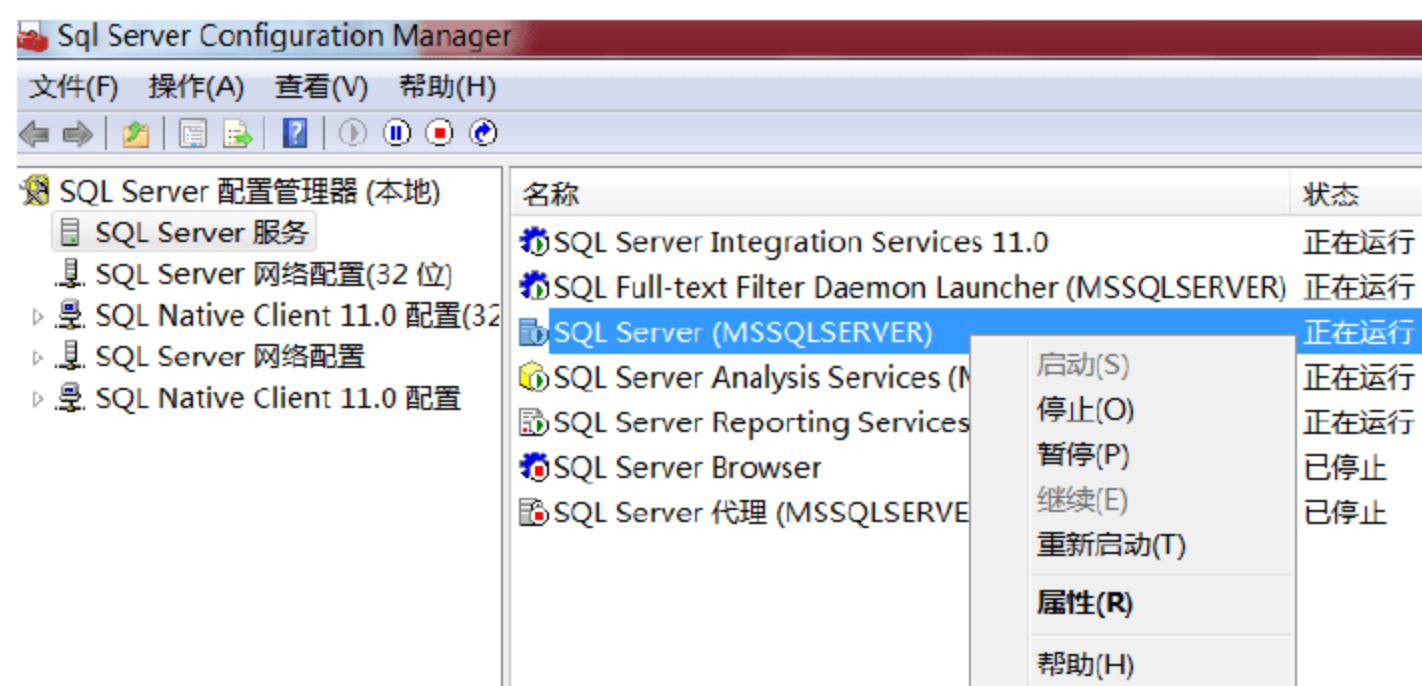 Sql Server Configuration Manager
文件(F) 操作(A) 查看(V) 帮助(H)
SQL Server 配置管理器 (本地)
SQL Server 服务
SQL Server 网络配置(32 位)
SQL Native Client 11.0 配置(32
SQL Server 网络配置
SQL Native Client 11.0 配置
名称 状态
SQL Server Integration Services 11.0 正在运行
SQL Full-text Filter Daemon Launcher (MSSQLSERVER) 正在运行
SQL Server (MSSQLSERVER) 正在运行
SQL Server Analysis Services (M 正在运行
SQL Server Reporting Services 正在运行
SQL Server Browser 已停止
SQL Server 代理 (MSSQLSERVE 已停止
启动(S)
停止(O)
暂停(P)
继续(E)
重新启动(T)
属性(R)
帮助(H)